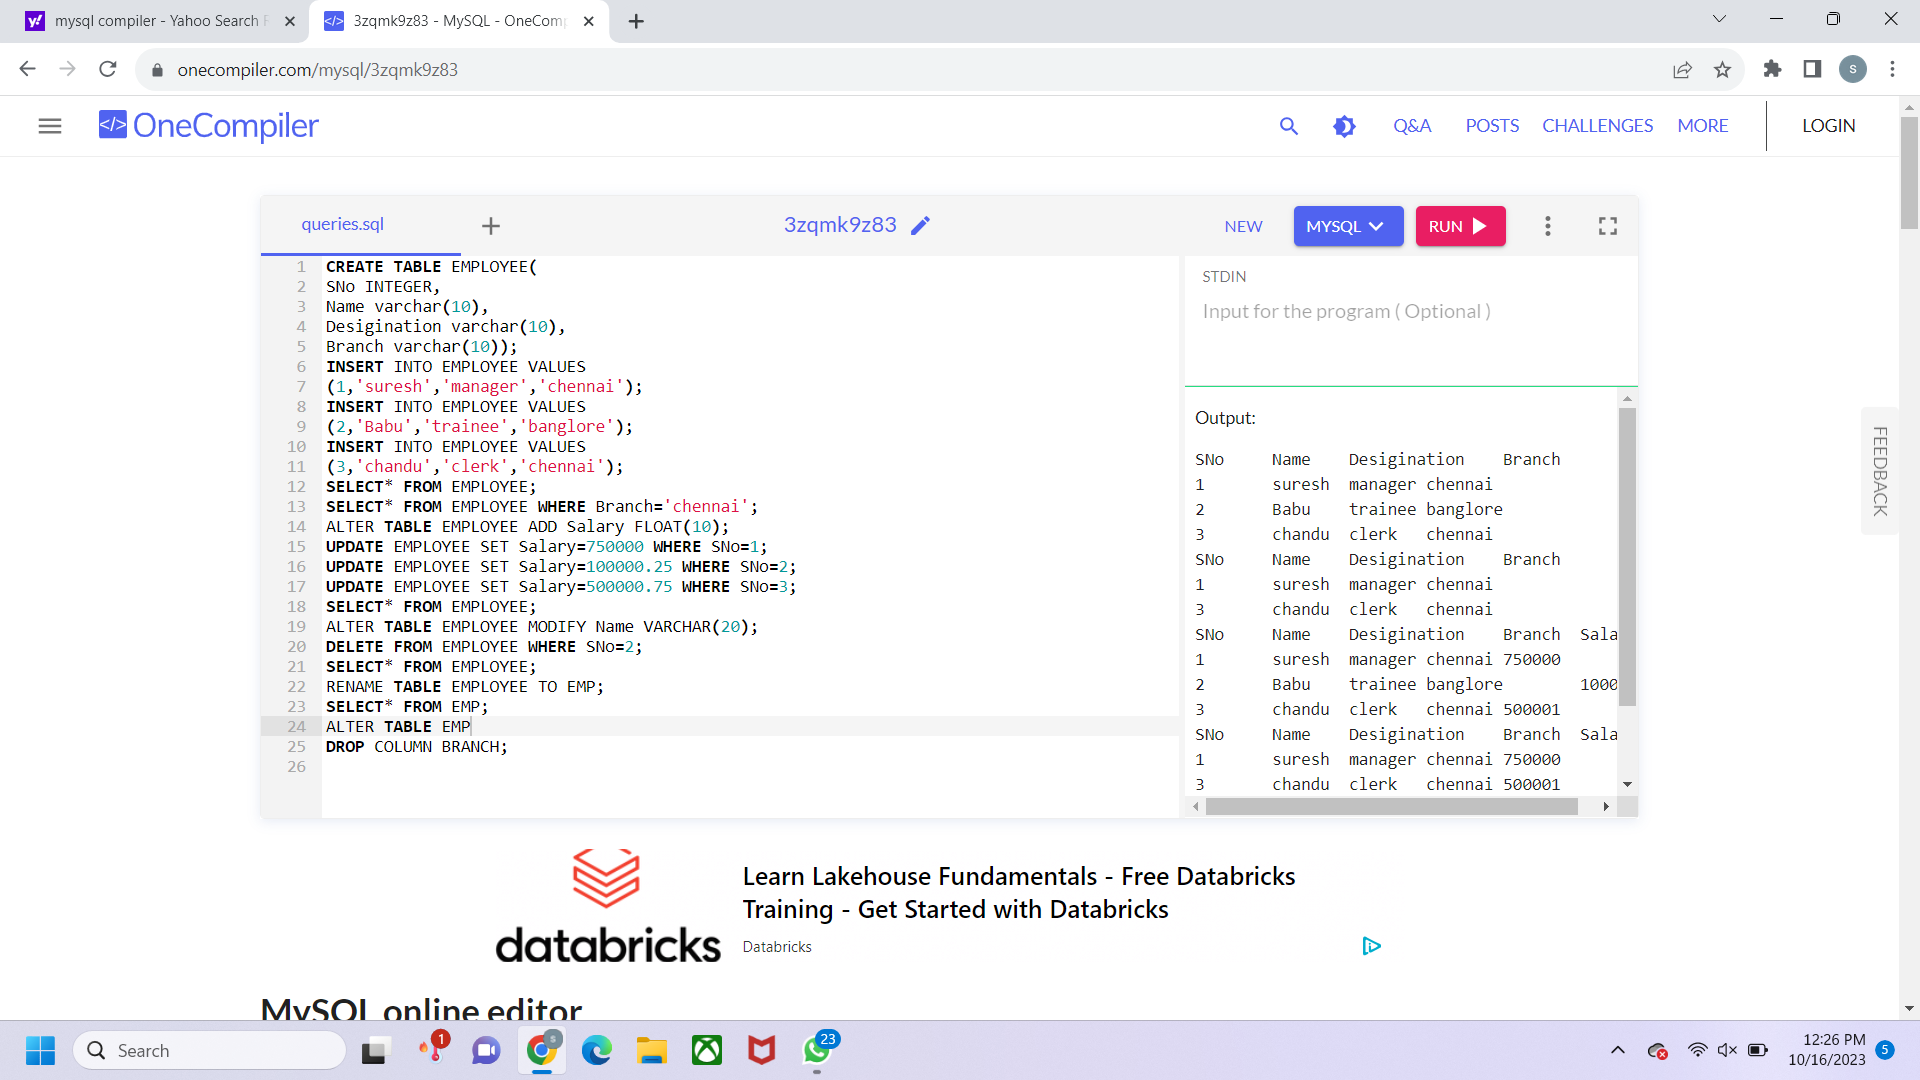 mysql compiler - Yahoo Search R
3zqmk9z83 - MySQL - OneComp
onecompiler.com/mysql/3zqmk9z83
s
</> OneCompiler
Q&A POSTS CHALLENGES MORE LOGIN
queries.sql
3zqmk9z83
NEW
MYSQL
RUN
1 CREATE TABLE EMPLOYEE(
2 SNo INTEGER,
3 Name varchar(10),
4 Desigination varchar(10),
5 Branch varchar(10));
6 INSERT INTO EMPLOYEE VALUES
7 (1,'suresh','manager','chennai');
8 INSERT INTO EMPLOYEE VALUES
9 (2,'Babu','trainee','banglore');
10 INSERT INTO EMPLOYEE VALUES
11 (3,'chandu','clerk','chennai');
12 SELECT* FROM EMPLOYEE;
13 SELECT* FROM EMPLOYEE WHERE Branch='chennai';
14 ALTER TABLE EMPLOYEE ADD Salary FLOAT(10);
15 UPDATE EMPLOYEE SET Salary=750000 WHERE SNo=1;
16 UPDATE EMPLOYEE SET Salary=100000.25 WHERE SNo=2;
17 UPDATE EMPLOYEE SET Salary=500000.75 WHERE SNo=3;
18 SELECT* FROM EMPLOYEE;
19 ALTER TABLE EMPLOYEE MODIFY Name VARCHAR(20);
20 DELETE FROM EMPLOYEE WHERE SNo=2;
21 SELECT* FROM EMPLOYEE;
22 RENAME TABLE EMPLOYEE TO EMP;
23 SELECT* FROM EMP;
24 ALTER TABLE EMP
25 DROP COLUMN BRANCH;
26
STDIN
Input for the program ( Optional )
Output:
SNo Name Desigination Branch
1 suresh manager chennai
2 Babu trainee banglore
3 chandu clerk chennai
SNo Name Desigination Branch
1 suresh manager chennai
3 chandu clerk chennai
SNo Name Desigination Branch Sala
1 suresh manager chennai 750000
2 Babu trainee banglore 1000
3 chandu clerk chennai 500001
SNo Name Desigination Branch Sala
1 suresh manager chennai 750000
3 chandu clerk chennai 500001
FEEDBACK
databricks
Learn Lakehouse Fundamentals - Free Databricks
Training - Get Started with Databricks
Databricks
MySQL online editor
Search
1
s
23
12:26 PM
10/16/2023
5